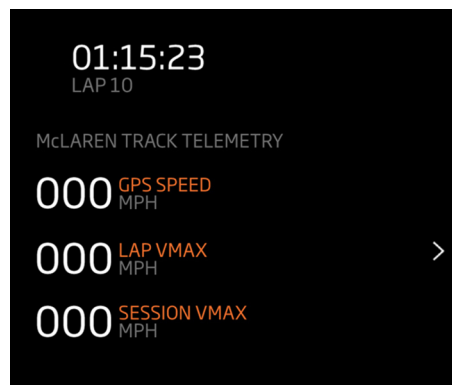 01:15:23
LAP 10
McLAREN TRACK TELEMETRY
000 GPS SPEED
MPH
000 LAP VMAX
MPH
000 SESSION VMAX
MPH